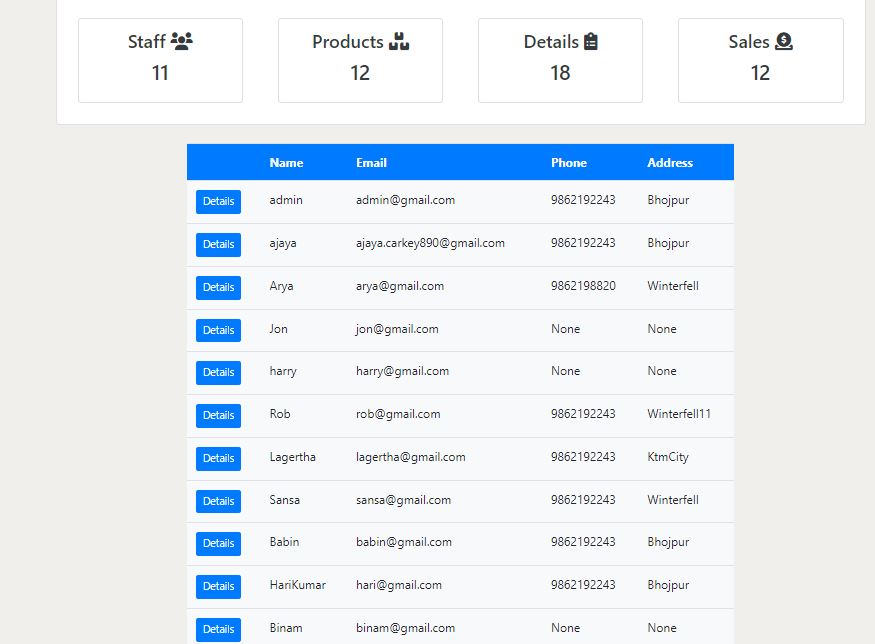 Staff Products Details Sales
11 12 18 12
Name Email Phone Address
Details admin admin@gmail.com 9862192243 Bhojpur
Details ajaya ajaya.carkey890@gmail.com 9862192243 Bhojpur
Details Arya arya@gmail.com 9862198820 Winterfell
Details Jon jon@gmail.com None None
Details harry harry@gmail.com None None
Details Rob rob@gmail.com 9862192243 Winterfell11
Details Lagertha lagertha@gmail.com 9862192243 KtmCity
Details Sansa sansa@gmail.com 9862192243 Winterfell
Details Babin babin@gmail.com 9862192243 Bhojpur
Details HariKumar hari@gmail.com 9862192243 Bhojpur
Details Binam binam@gmail.com None None